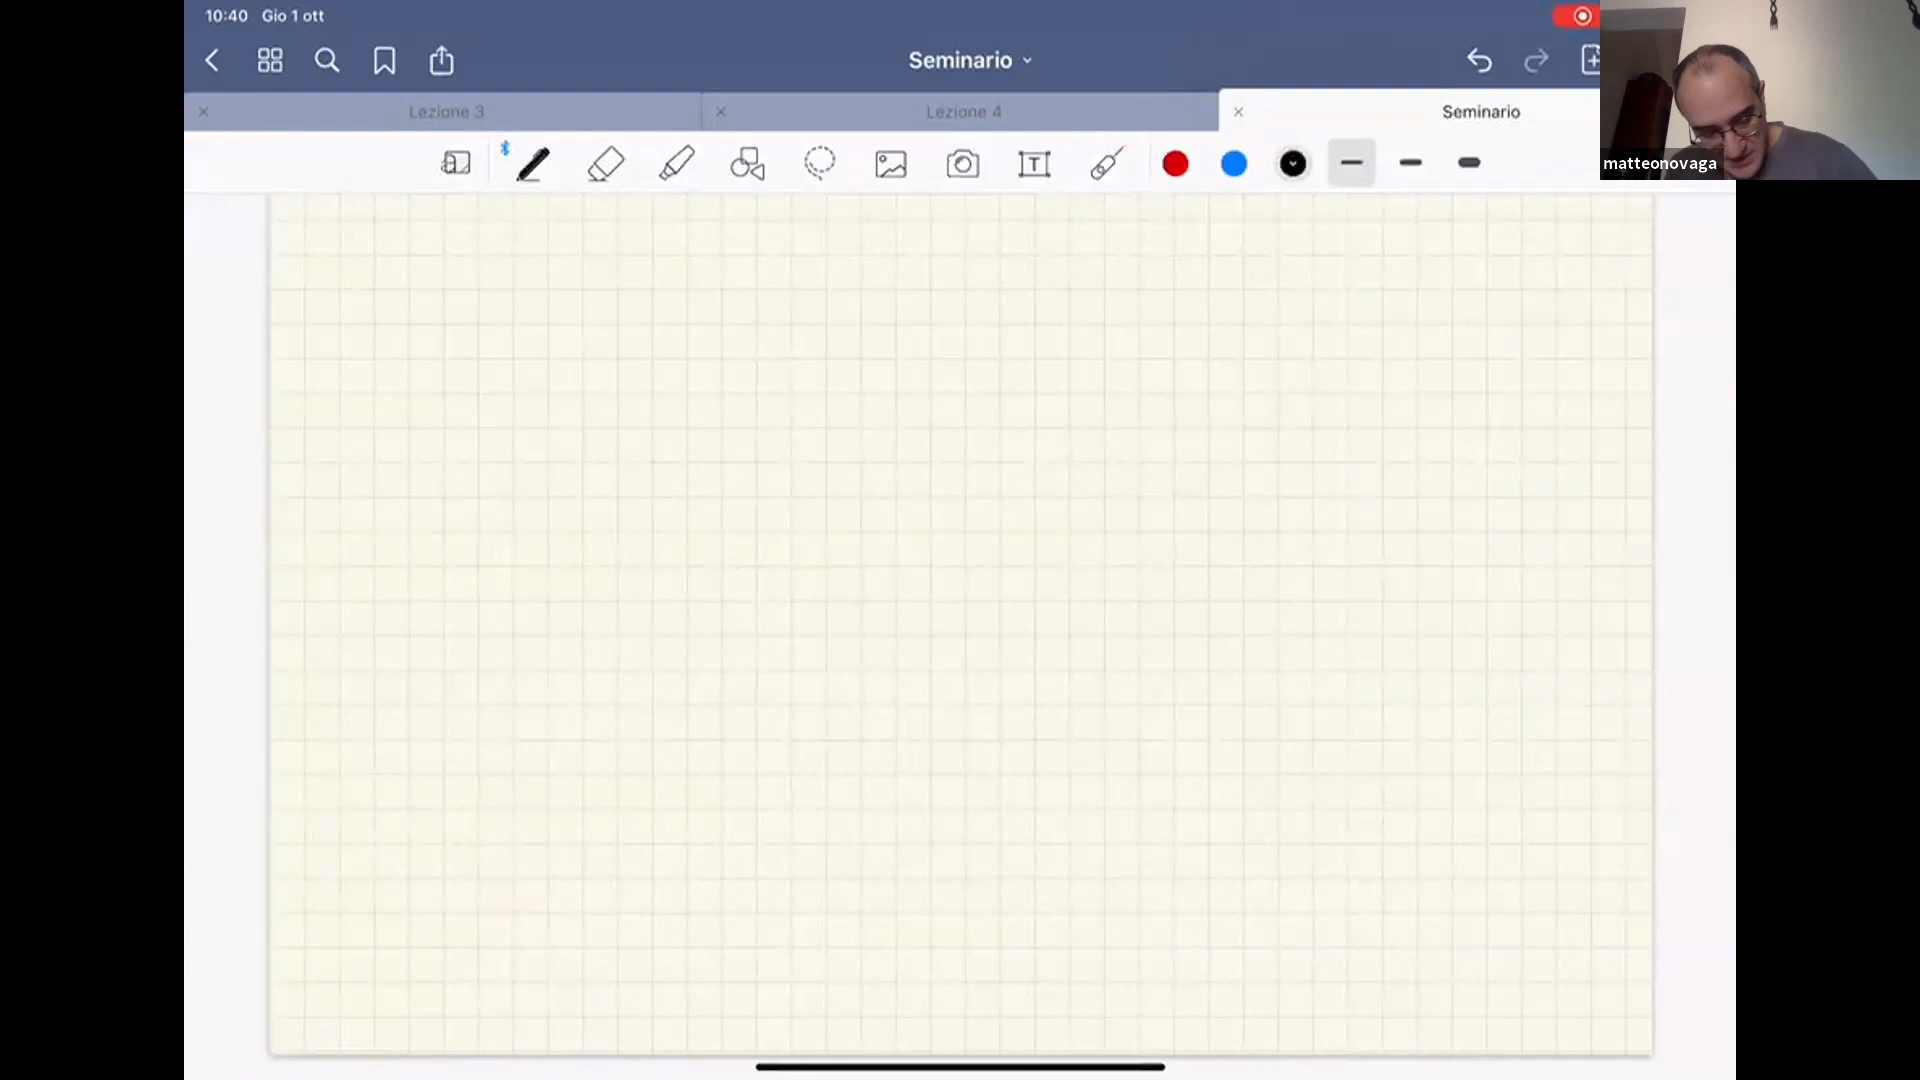 10:40 Gio 1 ott
Seminario
Lezione 3
Lezione 4
Seminario
T
matteonovaga